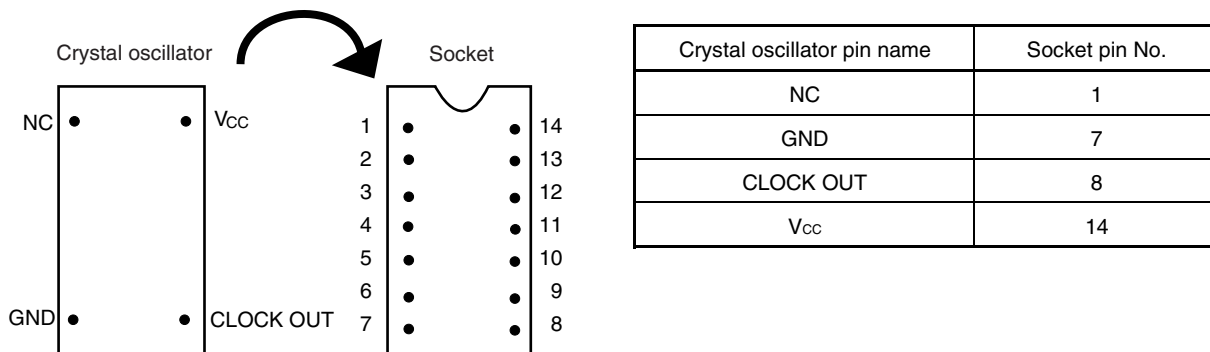 Crystal oscillator
NC
Vcc
GND
CLOCK OUT
Socket
1 14
2 13
3 12
4 11
5 10
6 9
7 8
Crystal oscillator pin name Socket pin No.
NC 1
GND 7
CLOCK OUT 8
Vcc 14